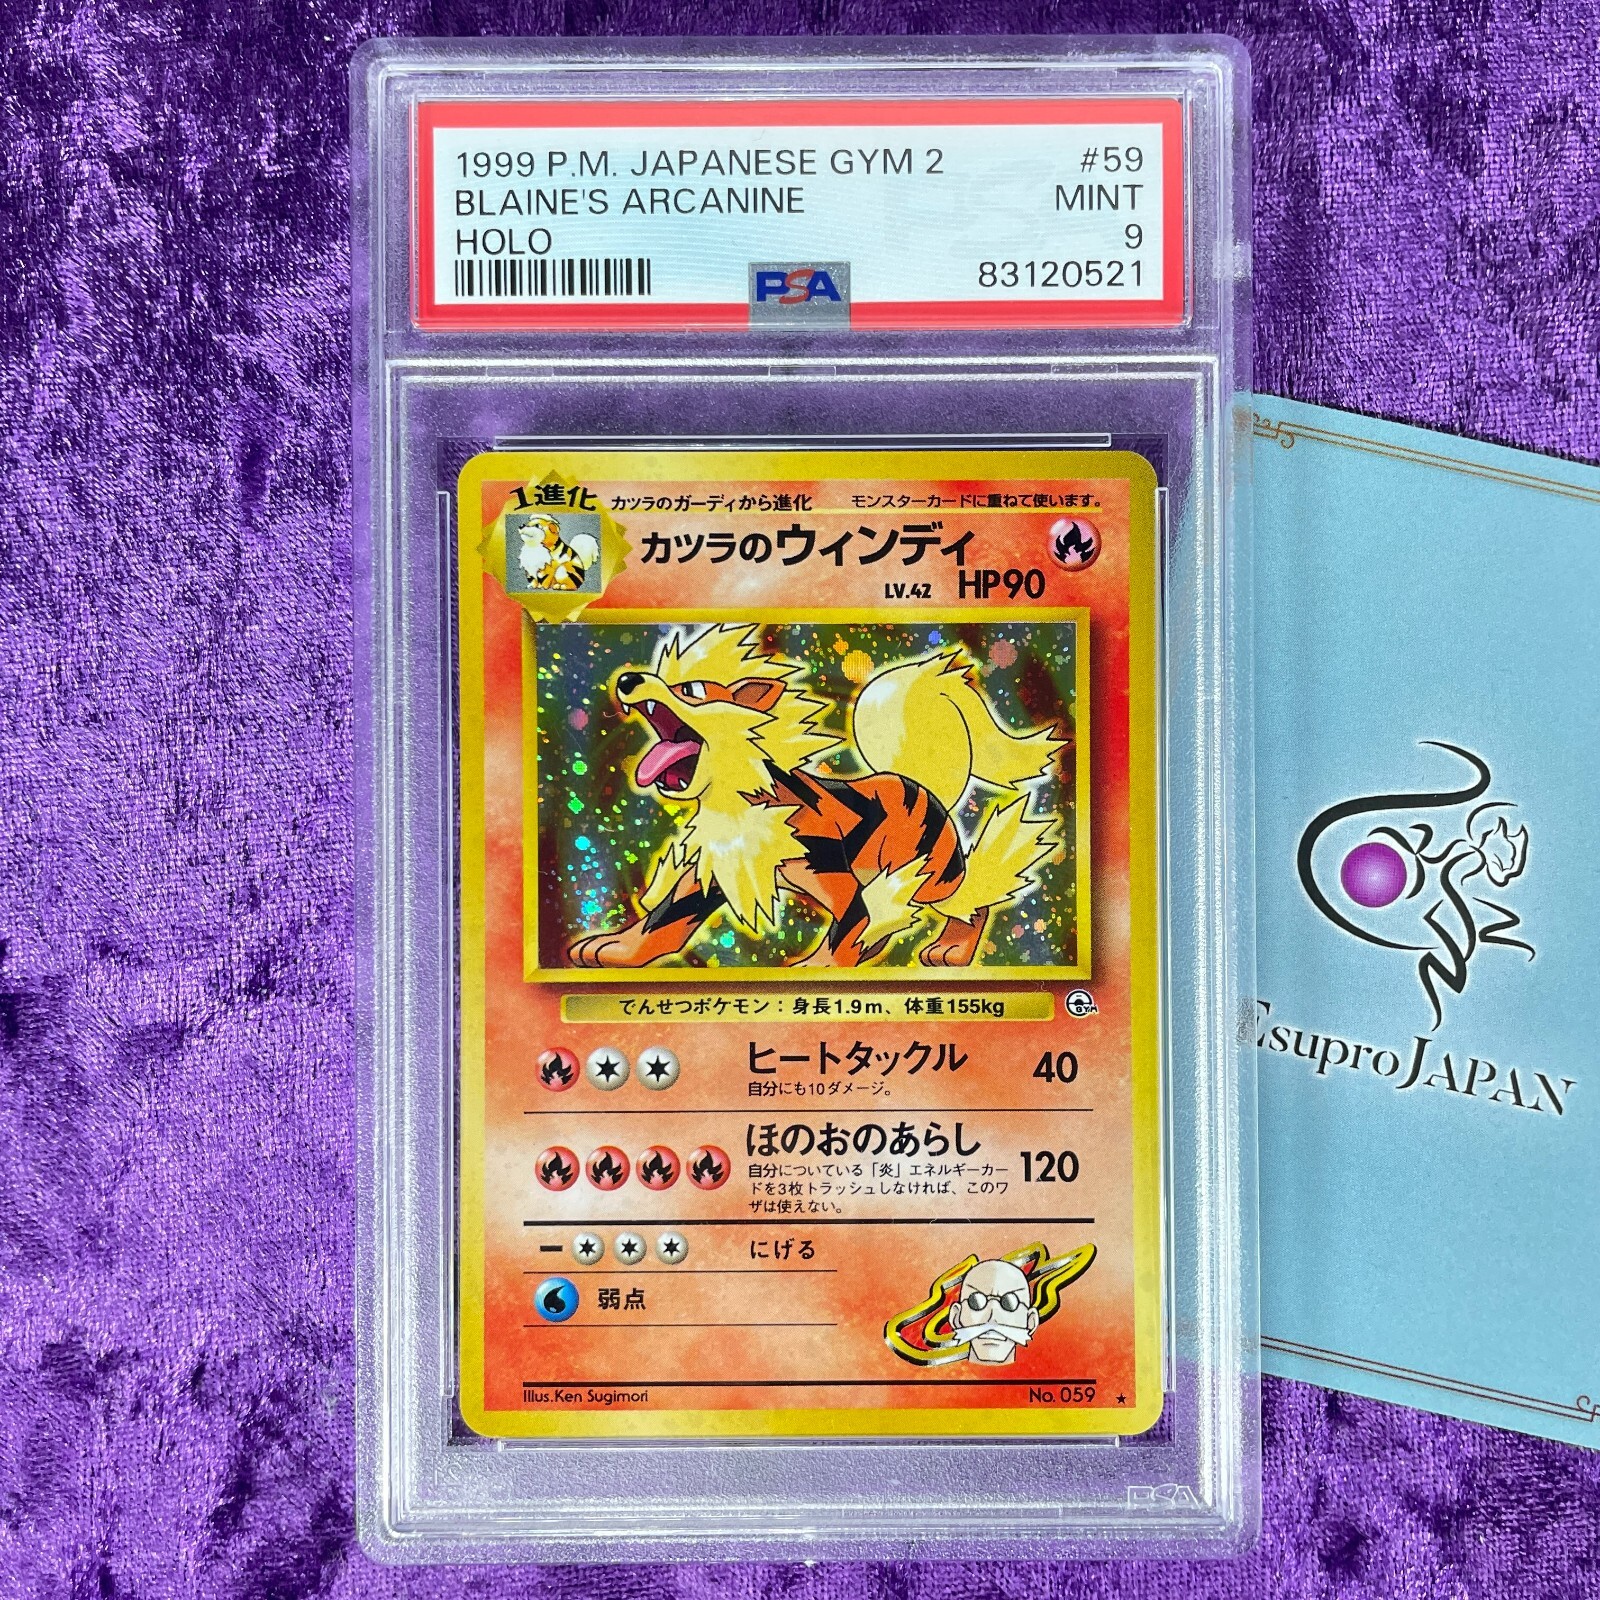 1999 P.M. JAPANESE GYM 2 #59
BLAINE'S ARCANINE MINT
HOLO 9
PSA 83120521
1進化 カツラのガーディから進化 モンスターカードに重ねて使います。
カツラのウィンディ
LV.42 HP90
でんせつポケモン：身長1.9m、体重155kg
GYM
ヒートタックル 40
自分にも10ダメージ。
ほのおのあらし 120
自分についている「炎」エネルギーカー
ドを3枚トラッシュしなければ、このワ
ザは使えない。
ー にげる
弱点
Illus.Ken Sugimori No. 059 ★
PSA
EsuproJAPAN